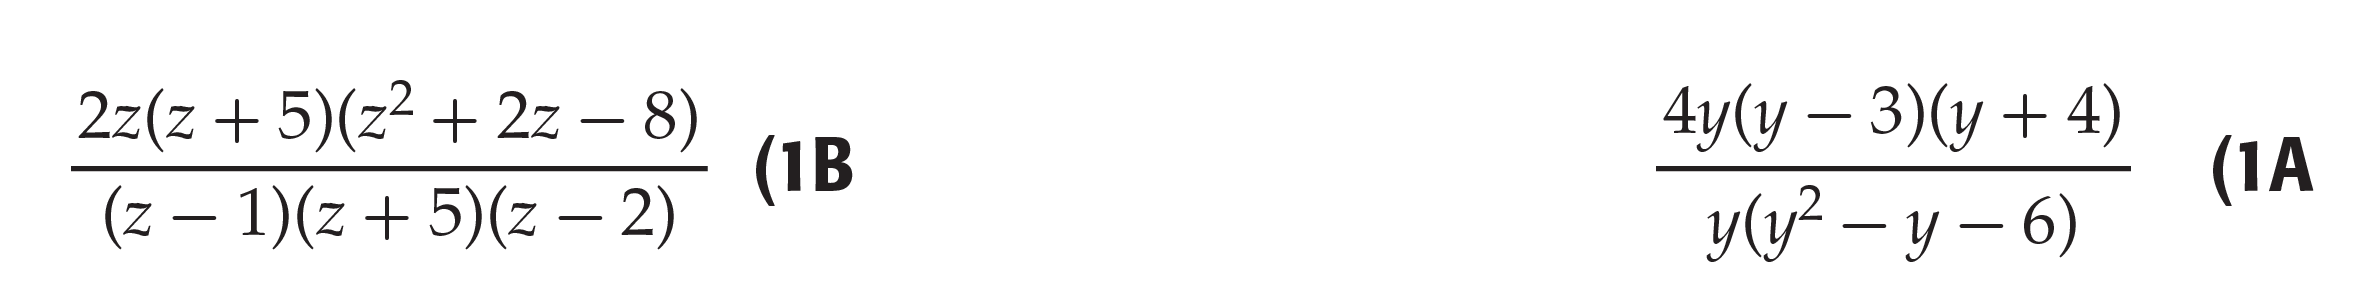 (1A 4y(y − 3)(y + 4) / y(y² − y − 6)
(1B 2z(z + 5)(z² + 2z − 8) / (z − 1)(z + 5)(z − 2)